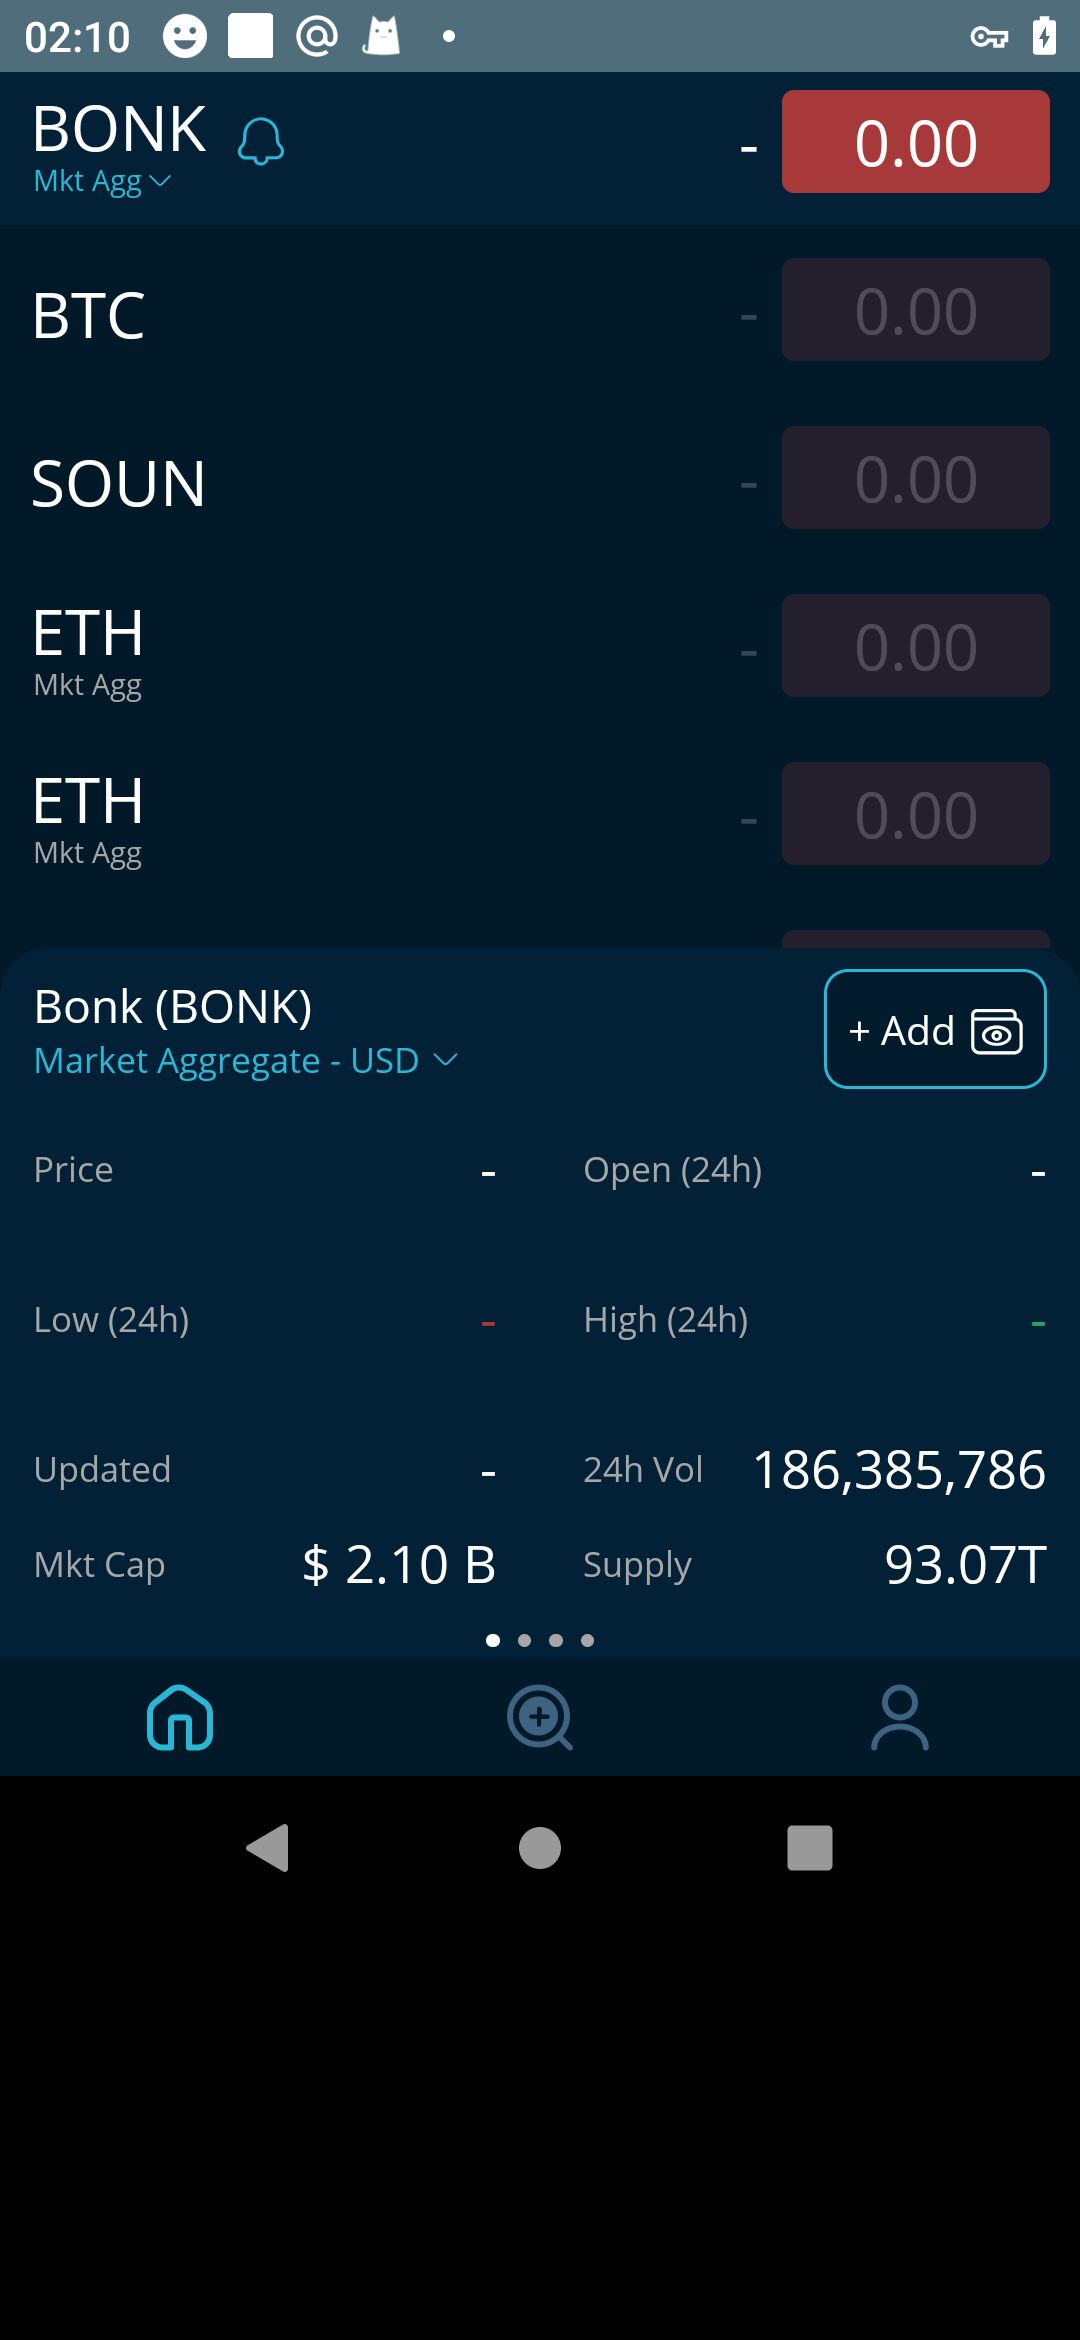 02:10
BONK
Mkt Agg
- 0.00
BTC - 0.00
SOUN - 0.00
ETH
Mkt Agg
- 0.00
ETH
Mkt Agg
- 0.00
Bonk (BONK)
Market Aggregate - USD
+ Add
Price - Open (24h) -
Low (24h) - High (24h) -
Updated - 24h Vol 186,385,786
Mkt Cap $ 2.10 B Supply 93.07T